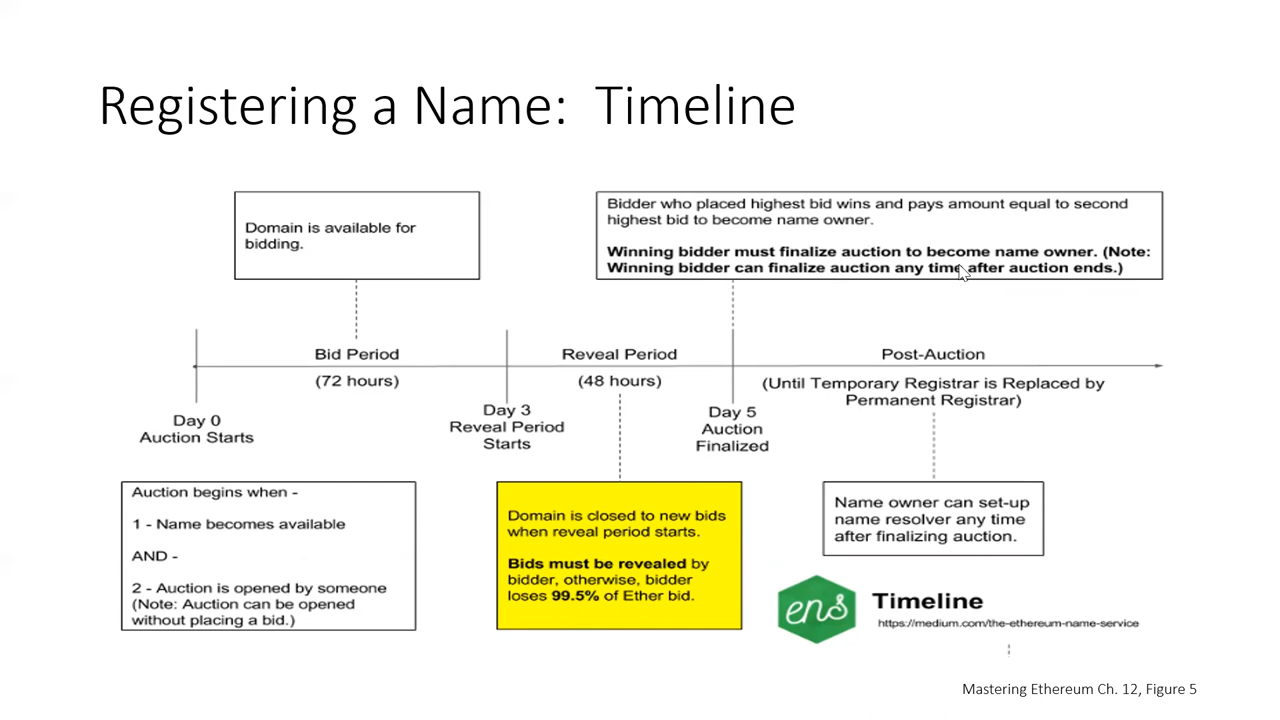 Registering a Name: Timeline
Domain is available for
bidding.
Bidder who placed highest bid wins and pays amount equal to second
highest bid to become name owner.
Winning bidder must finalize auction to become name owner. (Note:
Winning bidder can finalize auction any time after auction ends.)
Bid Period
(72 hours)
Reveal Period
(48 hours)
Post-Auction
(Until Temporary Registrar is Replaced by
Permanent Registrar)
Day 0
Auction Starts
Day 3
Reveal Period
Starts
Day 5
Auction
Finalized
Auction begins when -
1 - Name becomes available
AND -
2 - Auction is opened by someone
(Note: Auction can be opened
without placing a bid.)
Domain is closed to new bids
when reveal period starts.
Bids must be revealed by
bidder, otherwise, bidder
loses 99.5% of Ether bid.
Name owner can set-up
name resolver any time
after finalizing auction.
ens
Timeline
https://medium.com/the-ethereum-name-service
Mastering Ethereum Ch. 12, Figure 5